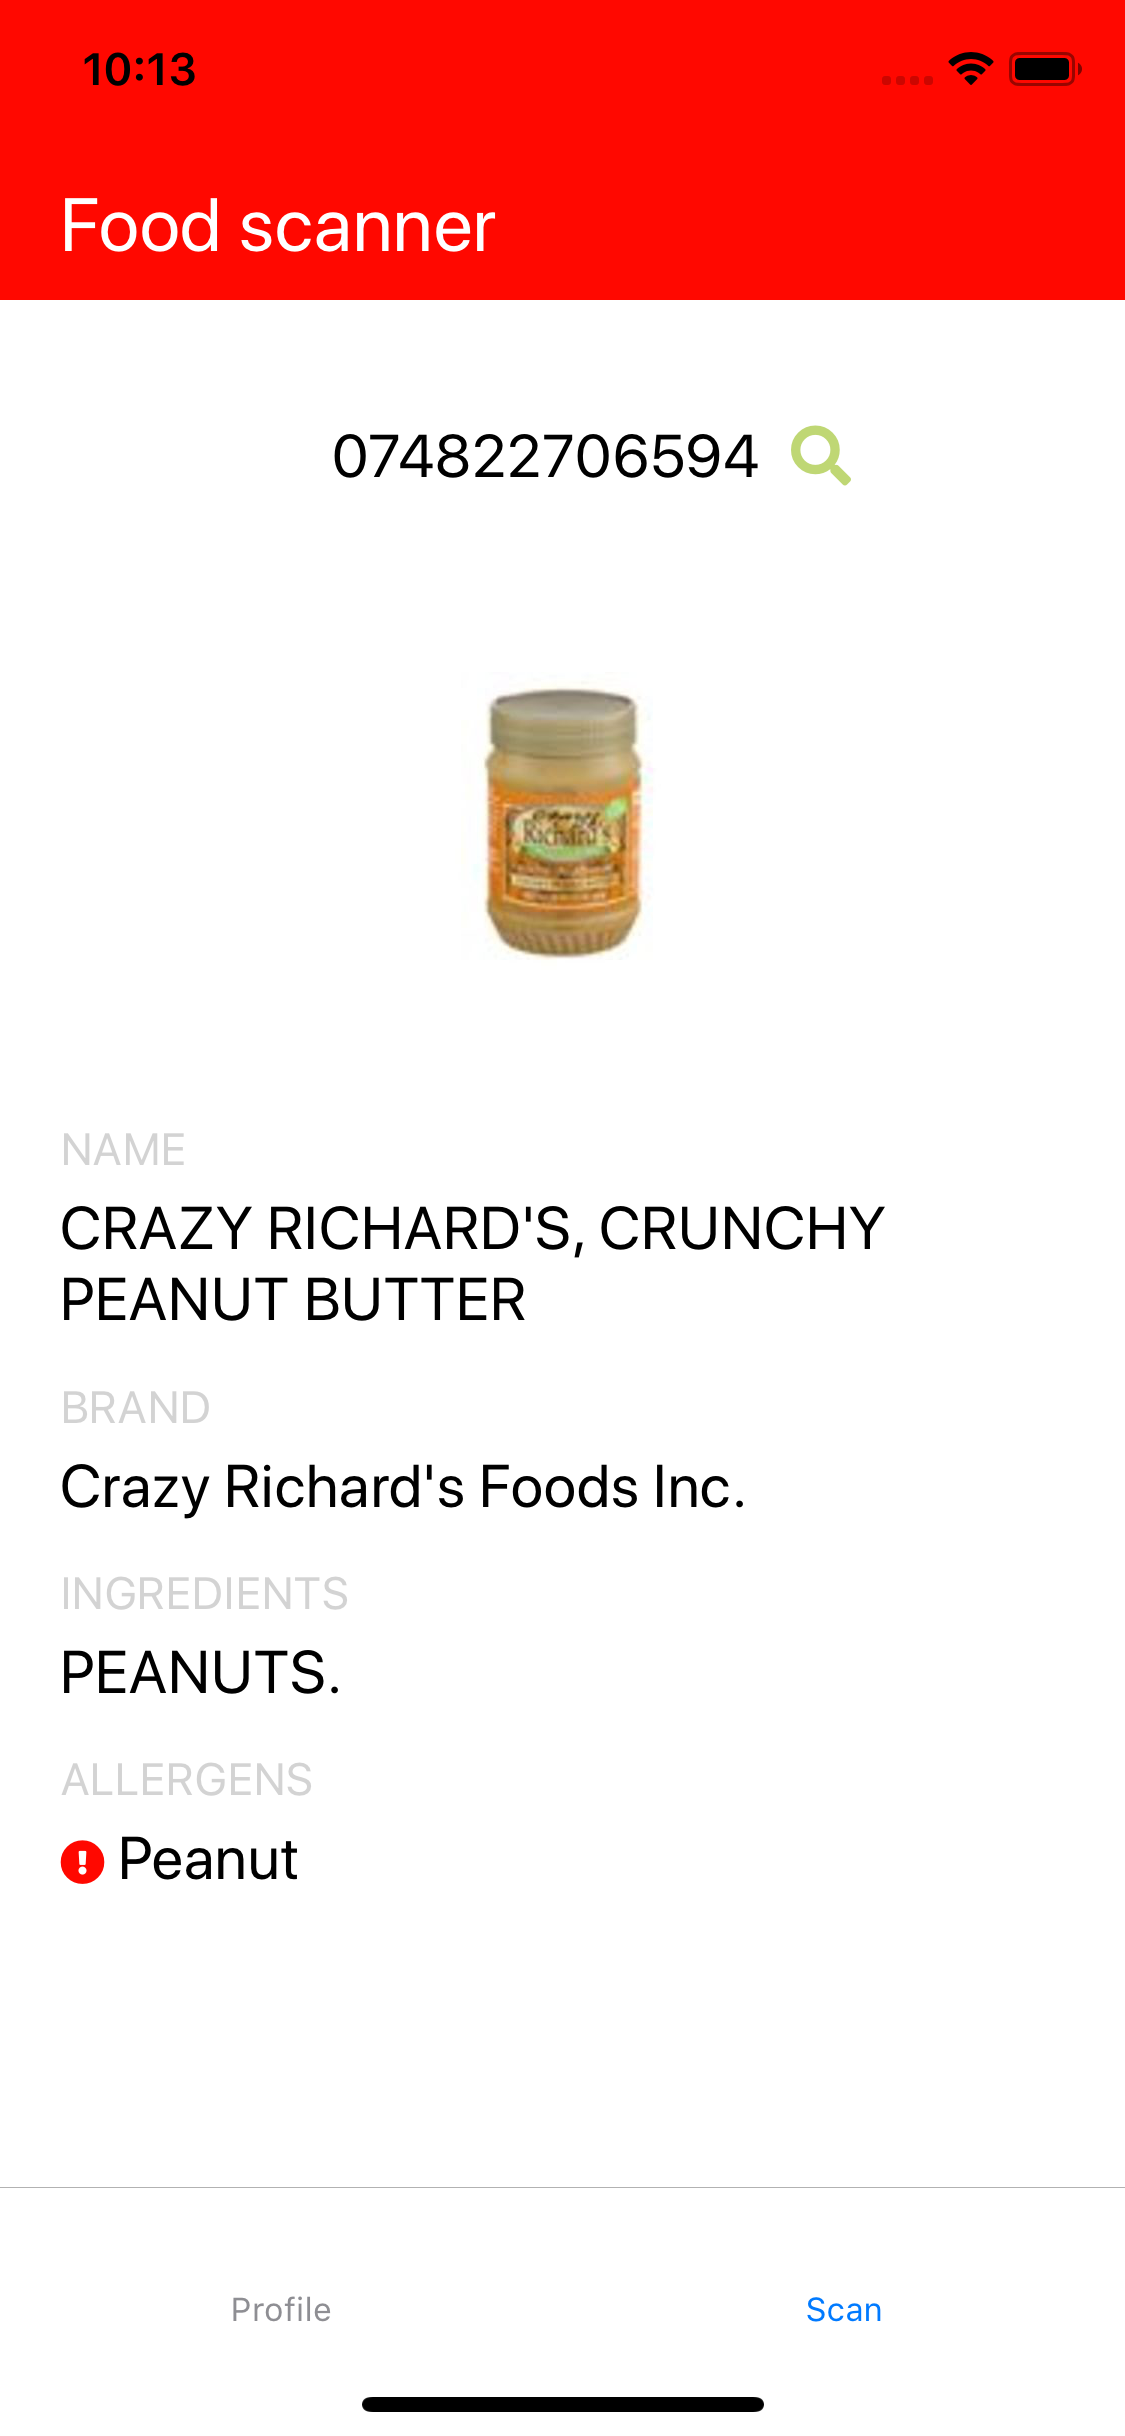 10:13
Food scanner
074822706594
Richard's
NAME
CRAZY RICHARD'S, CRUNCHY
PEANUT BUTTER
BRAND
Crazy Richard's Foods Inc.
INGREDIENTS
PEANUTS.
ALLERGENS
Peanut
Profile
Scan